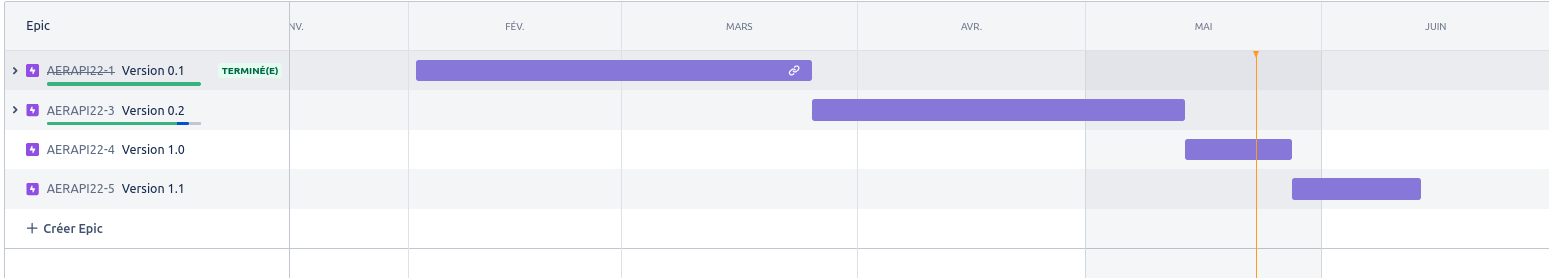 Epic NV. FÉV. MARS AVR. MAI JUIN
AERAPI22-1 Version 0.1 TERMINÉ(E)
AERAPI22-3 Version 0.2
AERAPI22-4 Version 1.0
AERAPI22-5 Version 1.1
+ Créer Epic